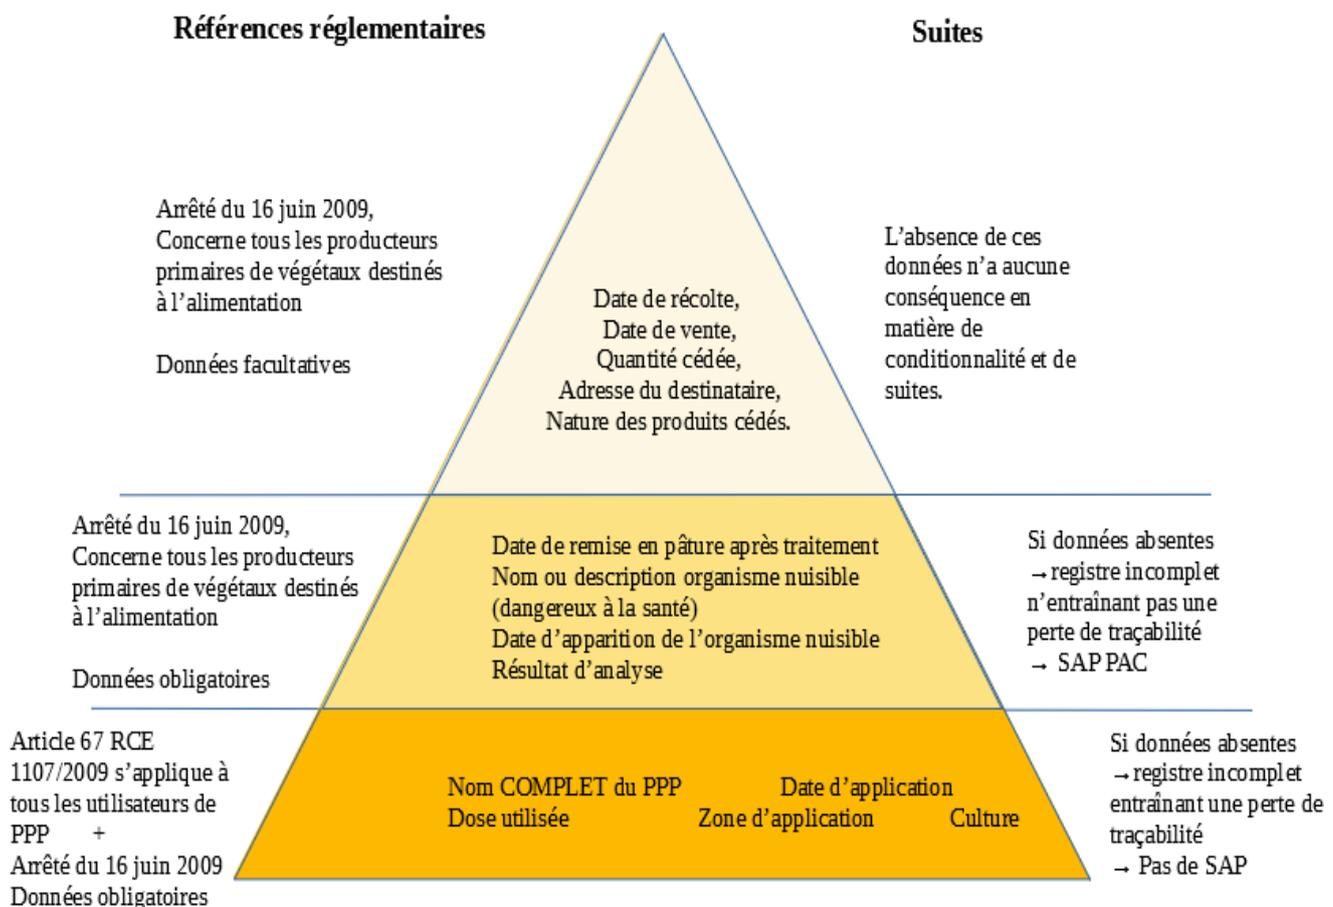 Références réglementaires
Suites
Arrêté du 16 juin 2009,
Concerne tous les producteurs
primaires de végétaux destinés
à l’alimentation
Données facultatives
Date de récolte,
Date de vente,
Quantité cédée,
Adresse du destinataire,
Nature des produits cédés.
L’absence de ces
données n’a aucune
conséquence en
matière de
conditionnalité et de
suites.
Arrêté du 16 juin 2009,
Concerne tous les producteurs
primaires de végétaux destinés
à l’alimentation
Données obligatoires
Date de remise en pâture après traitement
Nom ou description organisme nuisible
(dangereux à la santé)
Date d’apparition de l’organisme nuisible
Résultat d’analyse
Si données absentes
→registre incomplet
n’entraînant pas une
perte de traçabilité
→ SAP PAC
Article 67 RCE
1107/2009 s’applique à
tous les utilisateurs de
PPP +
Arrêté du 16 juin 2009
Données obligatoires
Nom COMPLET du PPP Date d’application
Dose utilisée Zone d’application Culture
Si données absentes
→registre incomplet
entraînant une perte de
traçabilité
→ Pas de SAP